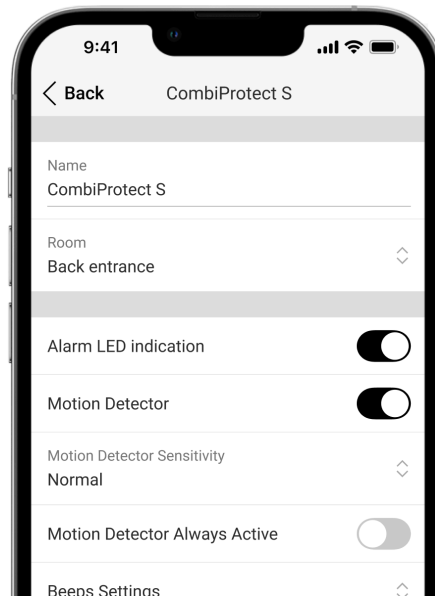 9:41
Back CombiProtect S
Name
CombiProtect S
Room
Back entrance
Alarm LED indication
Motion Detector
Motion Detector Sensitivity
Normal
Motion Detector Always Active
Beeps Settings